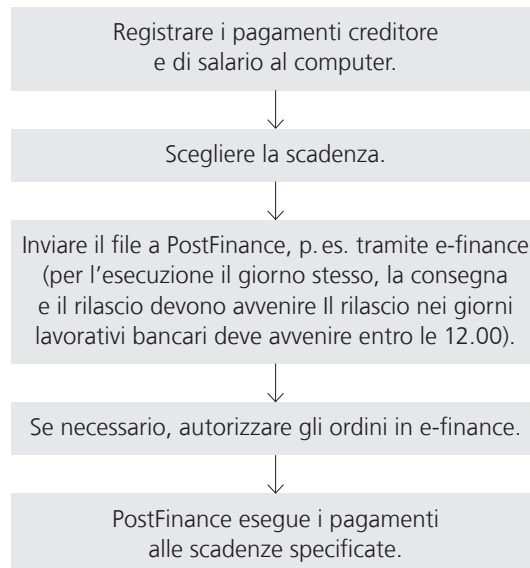 Registrare i pagamenti creditore
e di salario al computer.
Scegliere la scadenza.
Inviare il file a PostFinance, p. es. tramite e-finance
(per l'esecuzione il giorno stesso, la consegna
e il rilascio devono avvenire Il rilascio nei giorni
lavorativi bancari deve avvenire entro le 12.00).
Se necessario, autorizzare gli ordini in e-finance.
PostFinance esegue i pagamenti
alle scadenze specificate.